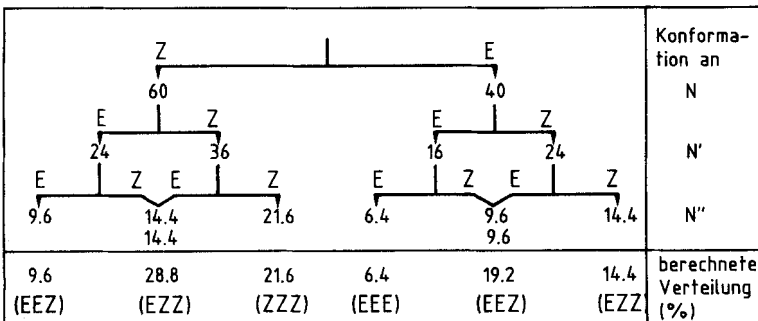 Z E Konforma-
tion an
60 40 N
E Z E Z
24 36 16 24 N'
E Z E Z E Z E Z
9.6 14.4 21.6 6.4 9.6 14.4 N"
14.4 9.6
9.6 28.8 21.6 6.4 19.2 14.4 berechnete
Verteilung
(EEZ) (EZZ) (ZZZ) (EEE) (EEZ) (EZZ) (%)